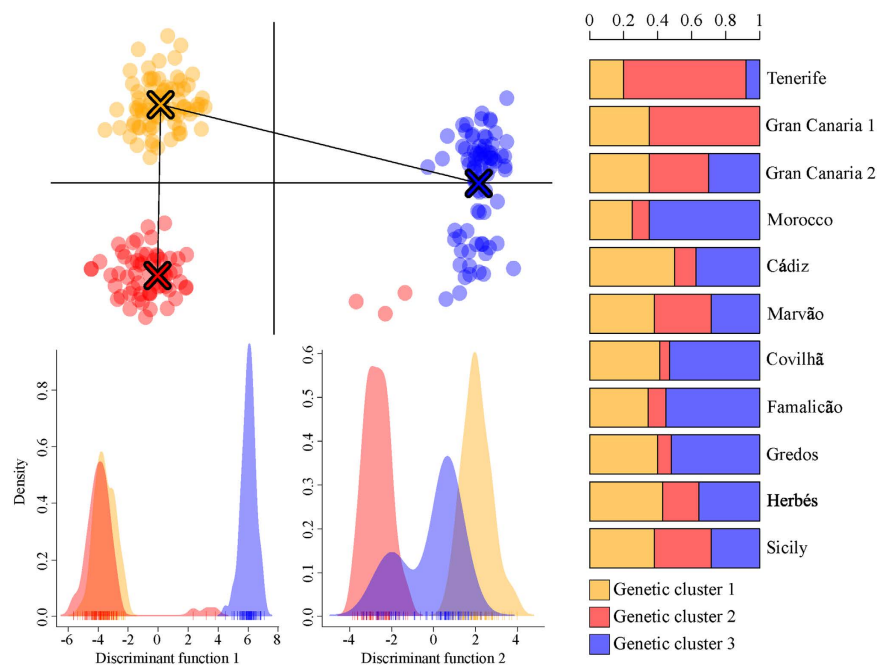 0 0.2 0.4 0.6 0.8 1
Tenerife
Gran Canaria 1
Gran Canaria 2
Morocco
Cádiz
Marvão
Covilhã
Famalicão
Gredos
Herbés
Sicily
Genetic cluster 1
Genetic cluster 2
Genetic cluster 3
Density
0.8
0.6
0.4
0.2
0.0
-6 -4 -2 0 2 4 6 8
Discriminant function 1
0.6
0.5
0.4
0.3
0.2
0.1
0.0
-4 -2 0 2 4
Discriminant function 2